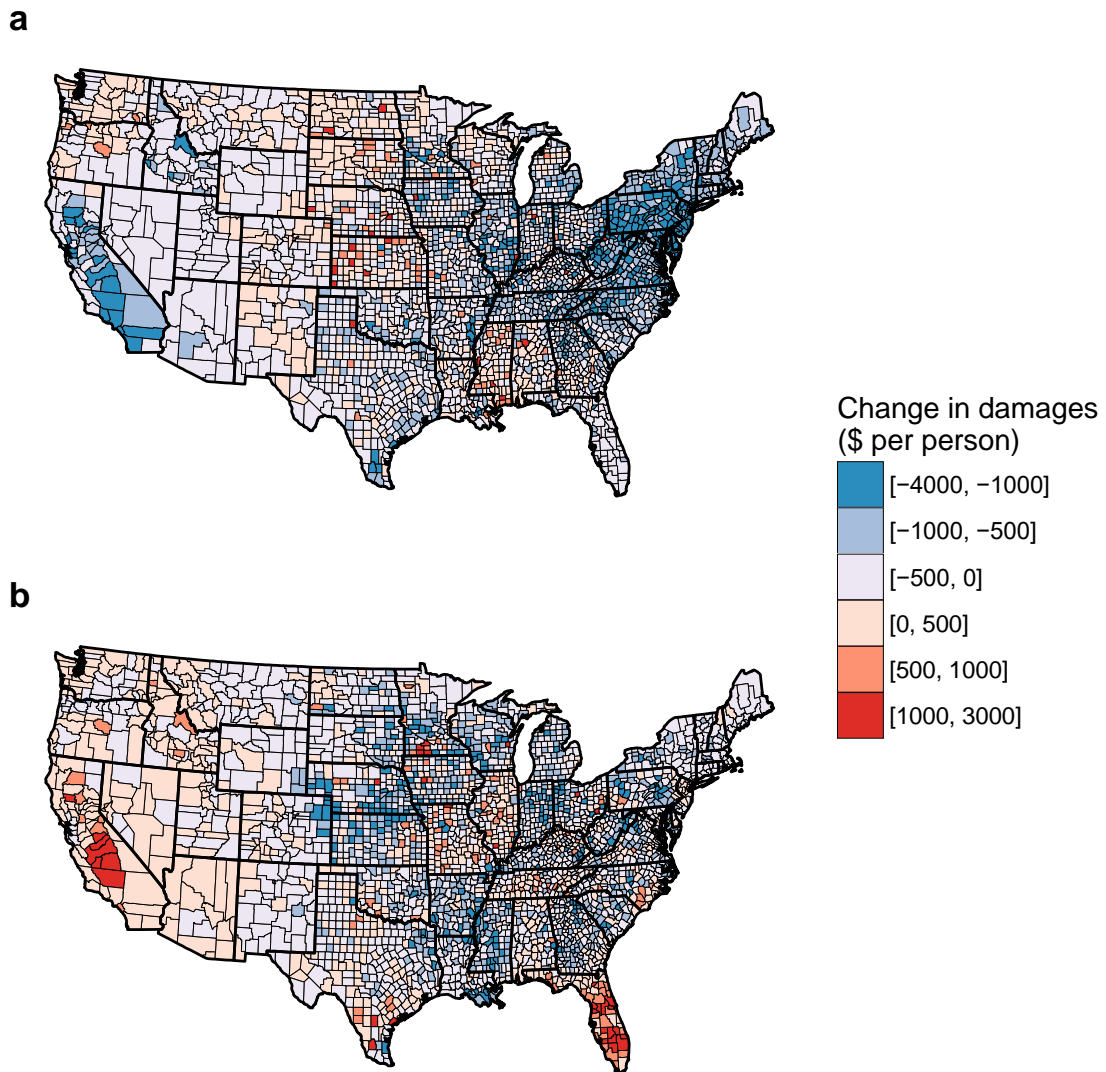 a
Change in damages
($ per person)
[−4000, −1000]
[−1000, −500]
[−500, 0]
[0, 500]
[500, 1000]
[1000, 3000]
b